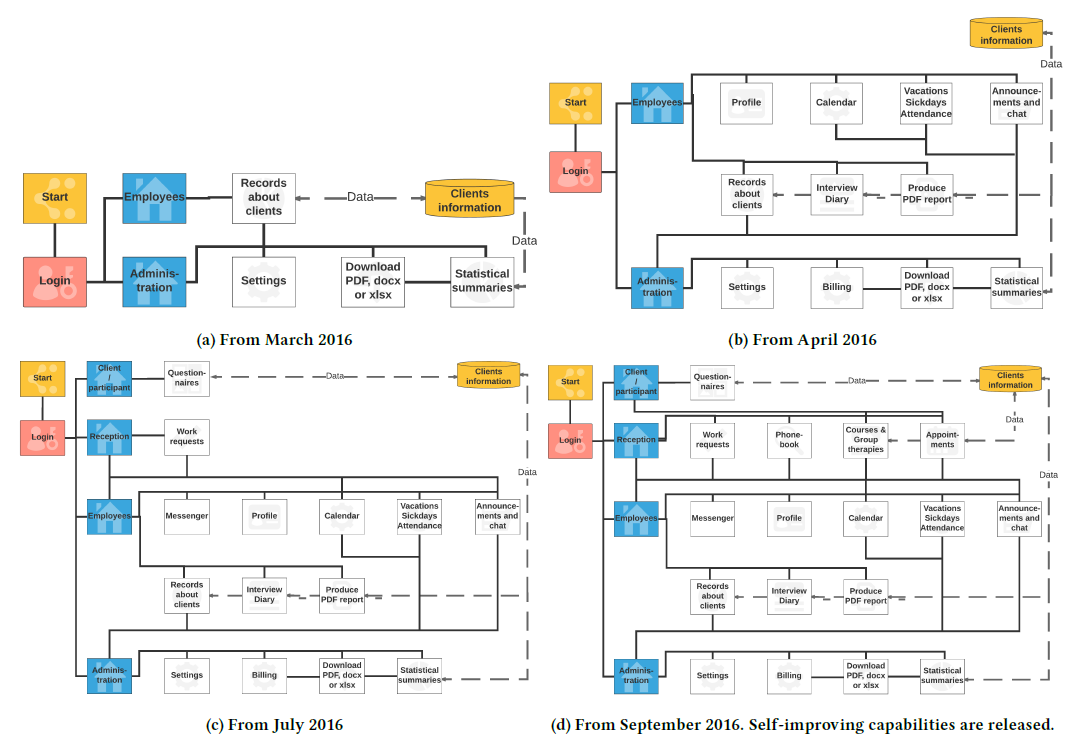 Start
Employees
Records
about
clients
Data
Clients
information
Data
Login
Adminis-
tration
Settings
Download
PDF, docx
or xlsx
Statistical
summaries
(a) From March 2016
Clients
information
Data
Start
Employees
Profile
Calendar
Vacations
Sickdays
Attendance
Announce-
ments and
chat
Login
Records
about
clients
Interview
Diary
Produce
PDF report
Adminis-
tration
Settings
Billing
Download
PDF, docx
or xlsx
Statistical
summaries
(b) From April 2016
Start
Client
/
participant
Question-
naires
Data
Clients
information
Login
Reception
Work
requests
Data
Employees
Messenger
Profile
Calendar
Vacations
Sickdays
Attendance
Announce-
ments and
chat
Records
about
clients
Interview
Diary
Produce
PDF report
Adminis-
tration
Settings
Billing
Download
PDF, docx
or xlsx
Statistical
summaries
(c) From July 2016
Start
Client
/
participant
Question-
naires
Data
Clients
information
Data
Login
Reception
Work
requests
Phone-
book
Courses &
Group
therapies
Appoint-
ments
Data
Employees
Messenger
Profile
Calendar
Vacations
Sickdays
Attendance
Announce-
ments and
chat
Records
about
clients
Interview
Diary
Produce
PDF report
Adminis-
tration
Settings
Billing
Download
PDF, docx
or xlsx
Statistical
summaries
(d) From September 2016. Self-improving capabilities are released.